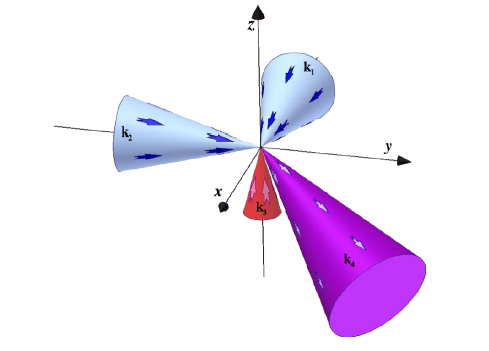 z
k₁
k₂
y
x
k₃
k₄